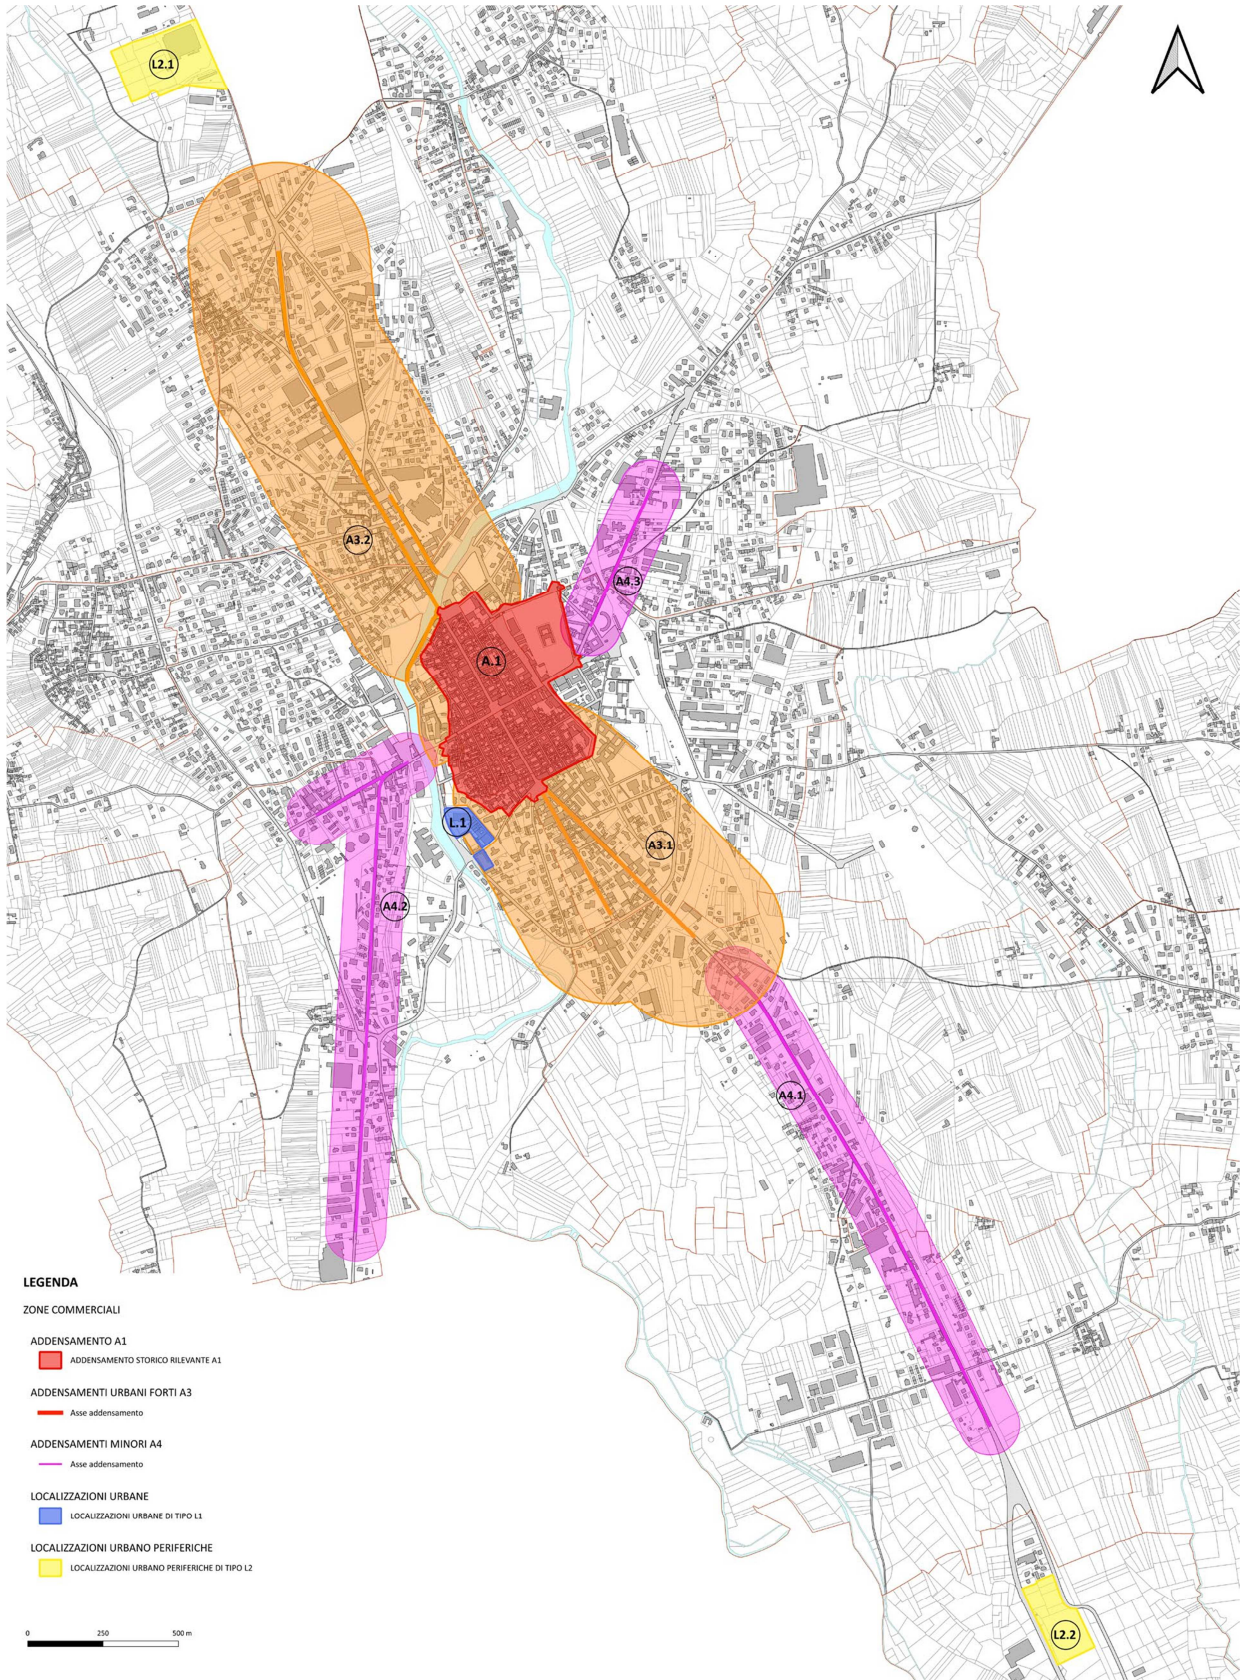 L2.1
A3.2
A4.3
A.1
L.1
A3.1
A4.2
A4.1
LEGENDA
ZONE COMMERCIALI
ADDENSAMENTO A1
ADDENSAMENTO STORICO RILEVANTE A1
ADDENSAMENTI URBANI FORTI A3
Asse addensamento
ADDENSAMENTI MINORI A4
Asse addensamento
LOCALIZZAZIONI URBANE
LOCALIZZAZIONI URBANE DI TIPO L1
LOCALIZZAZIONI URBANO PERIFERICHE
LOCALIZZAZIONI URBANO PERIFERICHE DI TIPO L2
0 250 500 m
L2.2